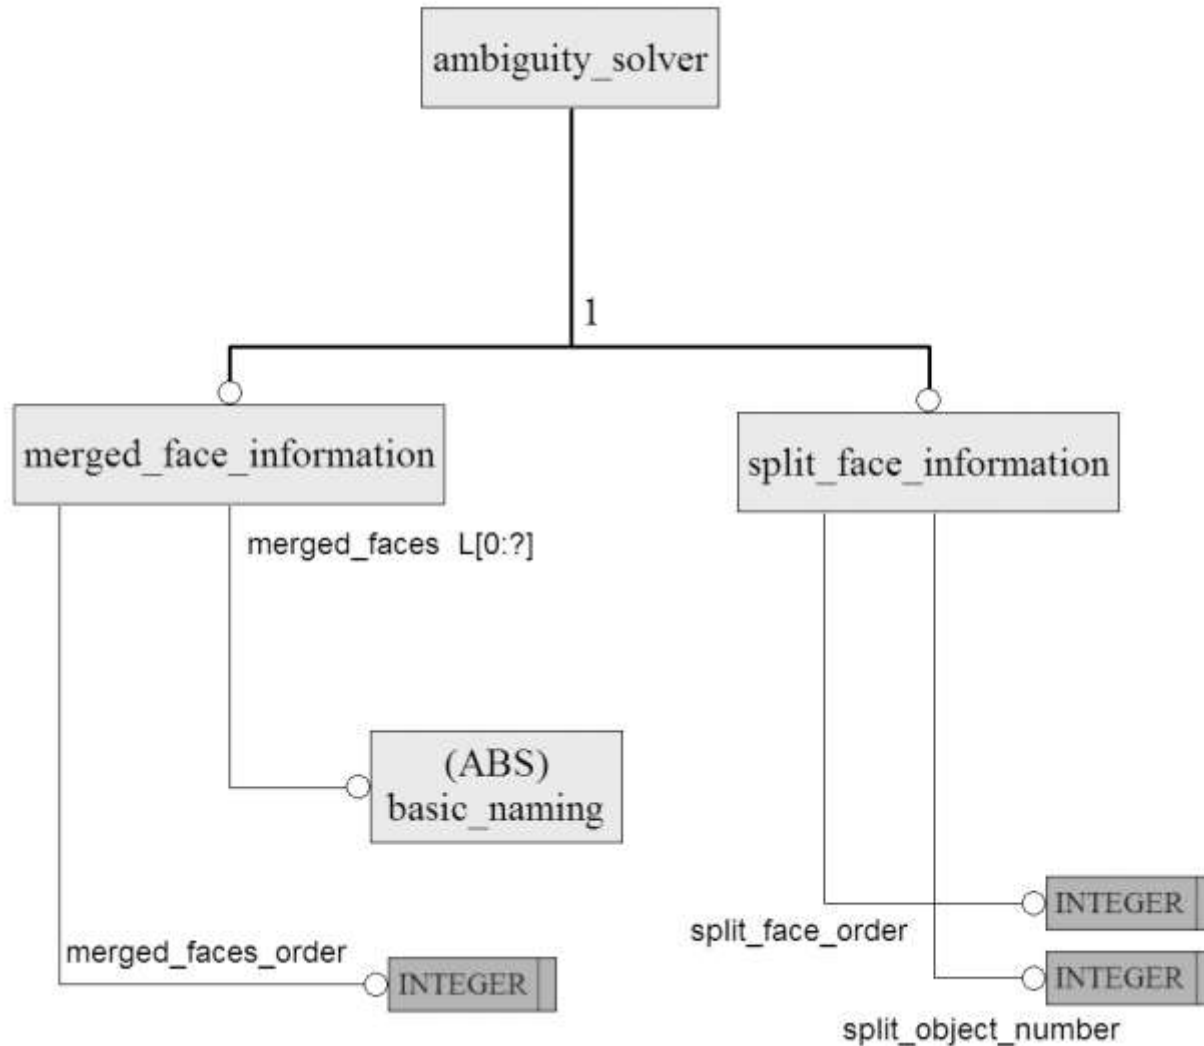 ambiguity_solver
1
merged_face_information
split_face_information
merged_faces L[0:?]
(ABS)
basic_naming
INTEGER
split_face_order
merged_faces_order
INTEGER
INTEGER
split_object_number